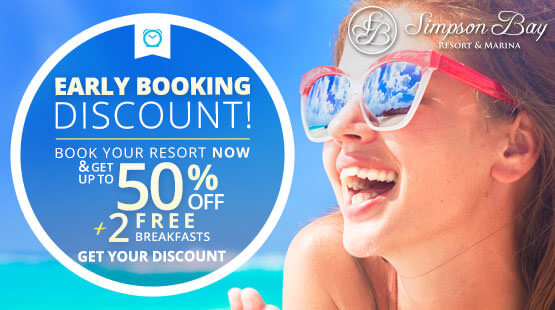 Simpson Bay
RESORT & MARINA
EARLY BOOKING
DISCOUNT!
BOOK YOUR RESORT NOW
& GET
UP TO
50%
OFF
+2 FREE
BREAKFASTS
GET YOUR DISCOUNT